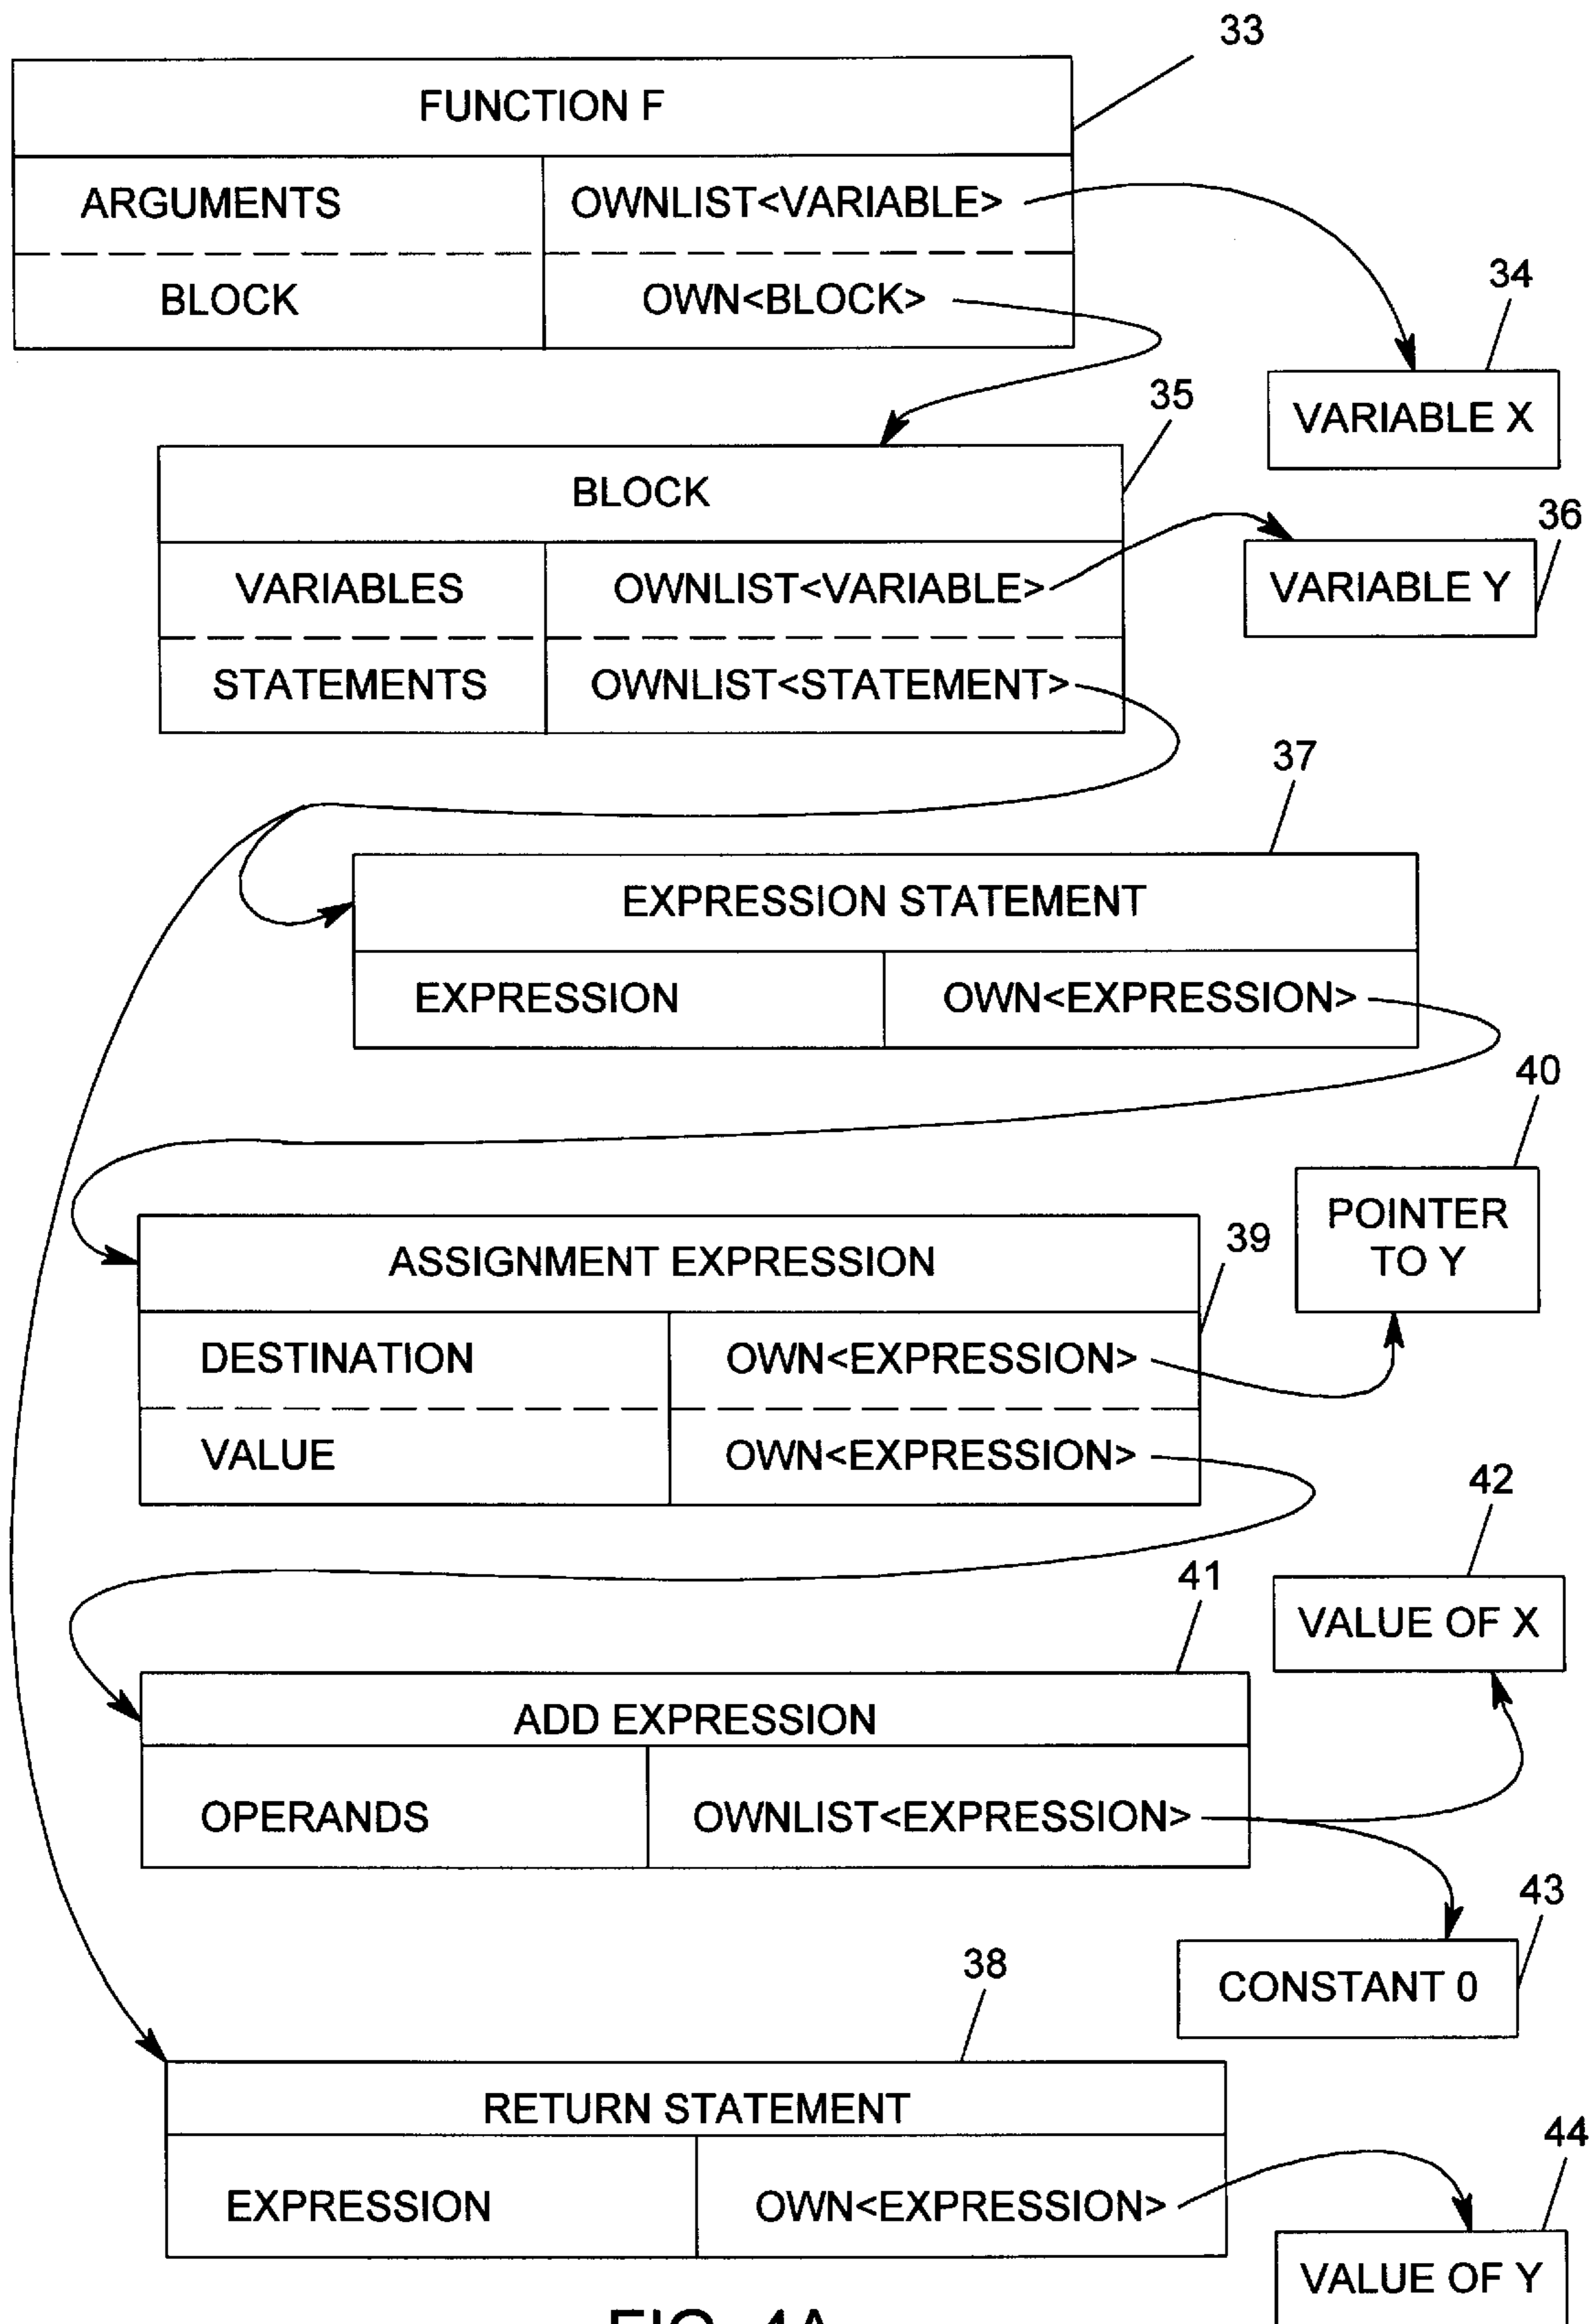 33
FUNCTION F
ARGUMENTS OWNLIST<VARIABLE>
BLOCK OWN<BLOCK>
34
VARIABLE X
35
BLOCK
VARIABLES OWNLIST<VARIABLE>
STATEMENTS OWNLIST<STATEMENT>
36
VARIABLE Y
37
EXPRESSION STATEMENT
EXPRESSION OWN<EXPRESSION>
40
POINTER
TO Y
39
ASSIGNMENT EXPRESSION
DESTINATION OWN<EXPRESSION>
VALUE OWN<EXPRESSION>
42
VALUE OF X
41
ADD EXPRESSION
OPERANDS OWNLIST<EXPRESSION>
43
CONSTANT 0
38
RETURN STATEMENT
EXPRESSION OWN<EXPRESSION>
44
VALUE OF Y
FIG. 4A